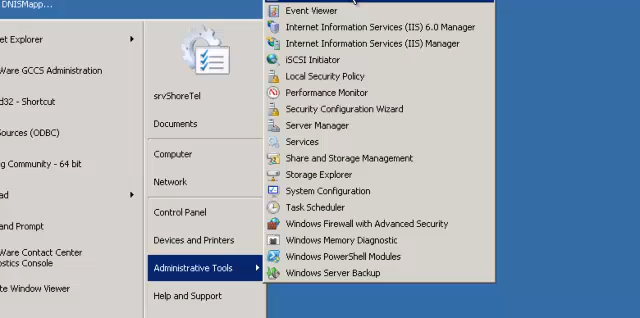 DNISMapp...
et Explorer
Ware GCCS Administration
d32 - Shortcut
Sources (ODBC)
ng Community - 64 bit
ad
and Prompt
Ware Contact Center
ostics Console
te Window Viewer
srvShoreTel
Documents
Computer
Network
Control Panel
Devices and Printers
Administrative Tools
Help and Support
Event Viewer
Internet Information Services (IIS) 6.0 Manager
Internet Information Services (IIS) Manager
iSCSI Initiator
Local Security Policy
Performance Monitor
Security Configuration Wizard
Server Manager
Services
Share and Storage Management
Storage Explorer
System Configuration
Task Scheduler
Windows Firewall with Advanced Security
Windows Memory Diagnostic
Windows PowerShell Modules
Windows Server Backup